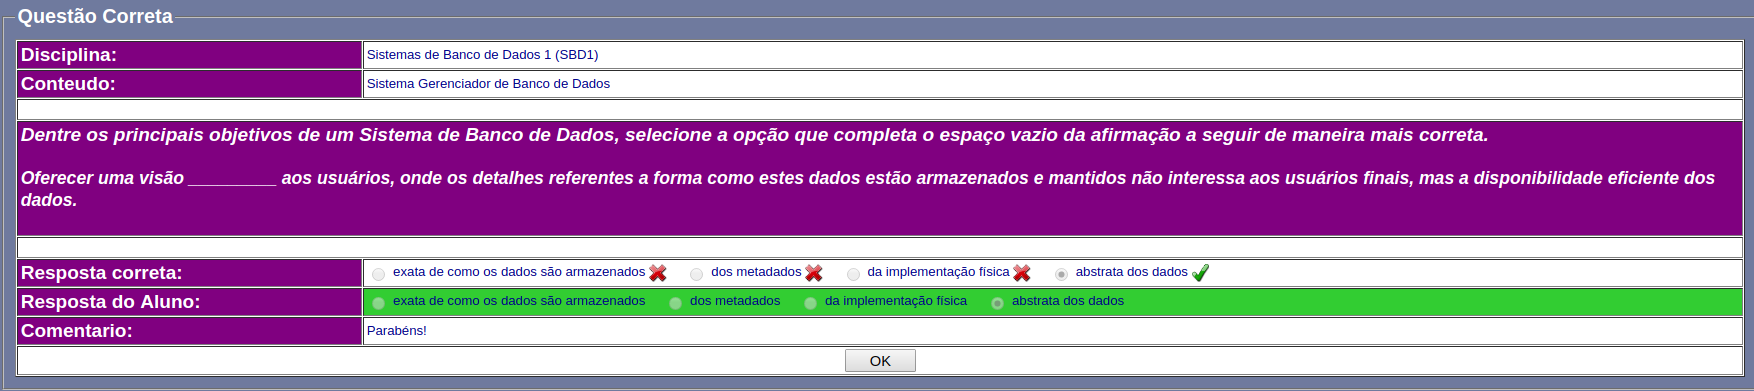 Questão Correta
Disciplina: Sistemas de Banco de Dados 1 (SBD1)
Conteudo: Sistema Gerenciador de Banco de Dados
Dentre os principais objetivos de um Sistema de Banco de Dados, selecione a opção que completa o espaço vazio da afirmação a seguir de maneira mais correta.
Oferecer uma visão _________ aos usuários, onde os detalhes referentes a forma como estes dados estão armazenados e mantidos não interessa aos usuários finais, mas a disponibilidade eficiente dos
dados.
Resposta correta: exata de como os dados são armazenados dos metadados da implementação física abstrata dos dados
Resposta do Aluno: exata de como os dados são armazenados dos metadados da implementação física abstrata dos dados
Comentario: Parabéns!
OK